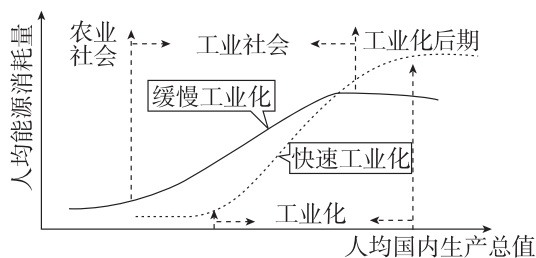 农业
社会
工业社会
工业化后期
缓慢工业化
快速工业化
工业化
人均能源消耗量
人均国内生产总值